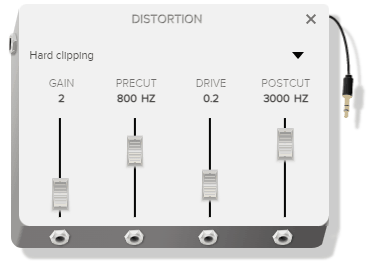 DISTORTION
Hard clipping
GAIN PRECUT DRIVE POSTCUT
2 800 HZ 0.2 3000 HZ